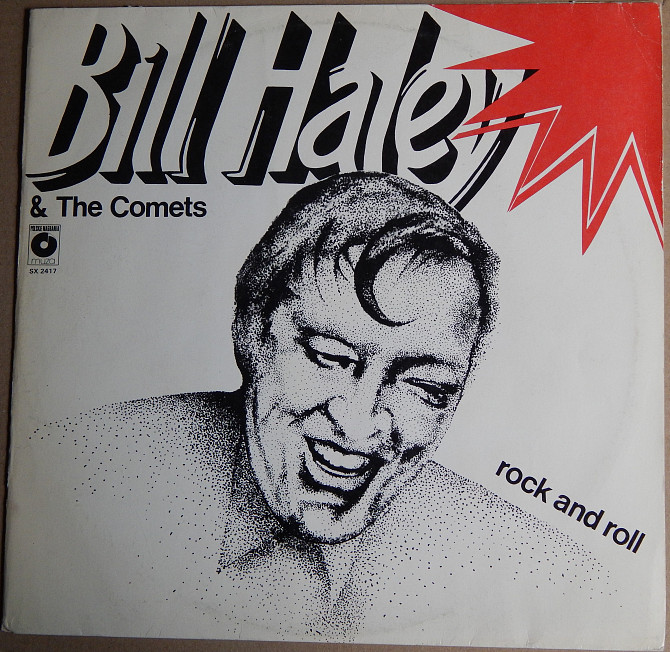 Bill Haley
& The Comets
POLSKIE NAGRANIA
muza
SX 2417
rock and roll